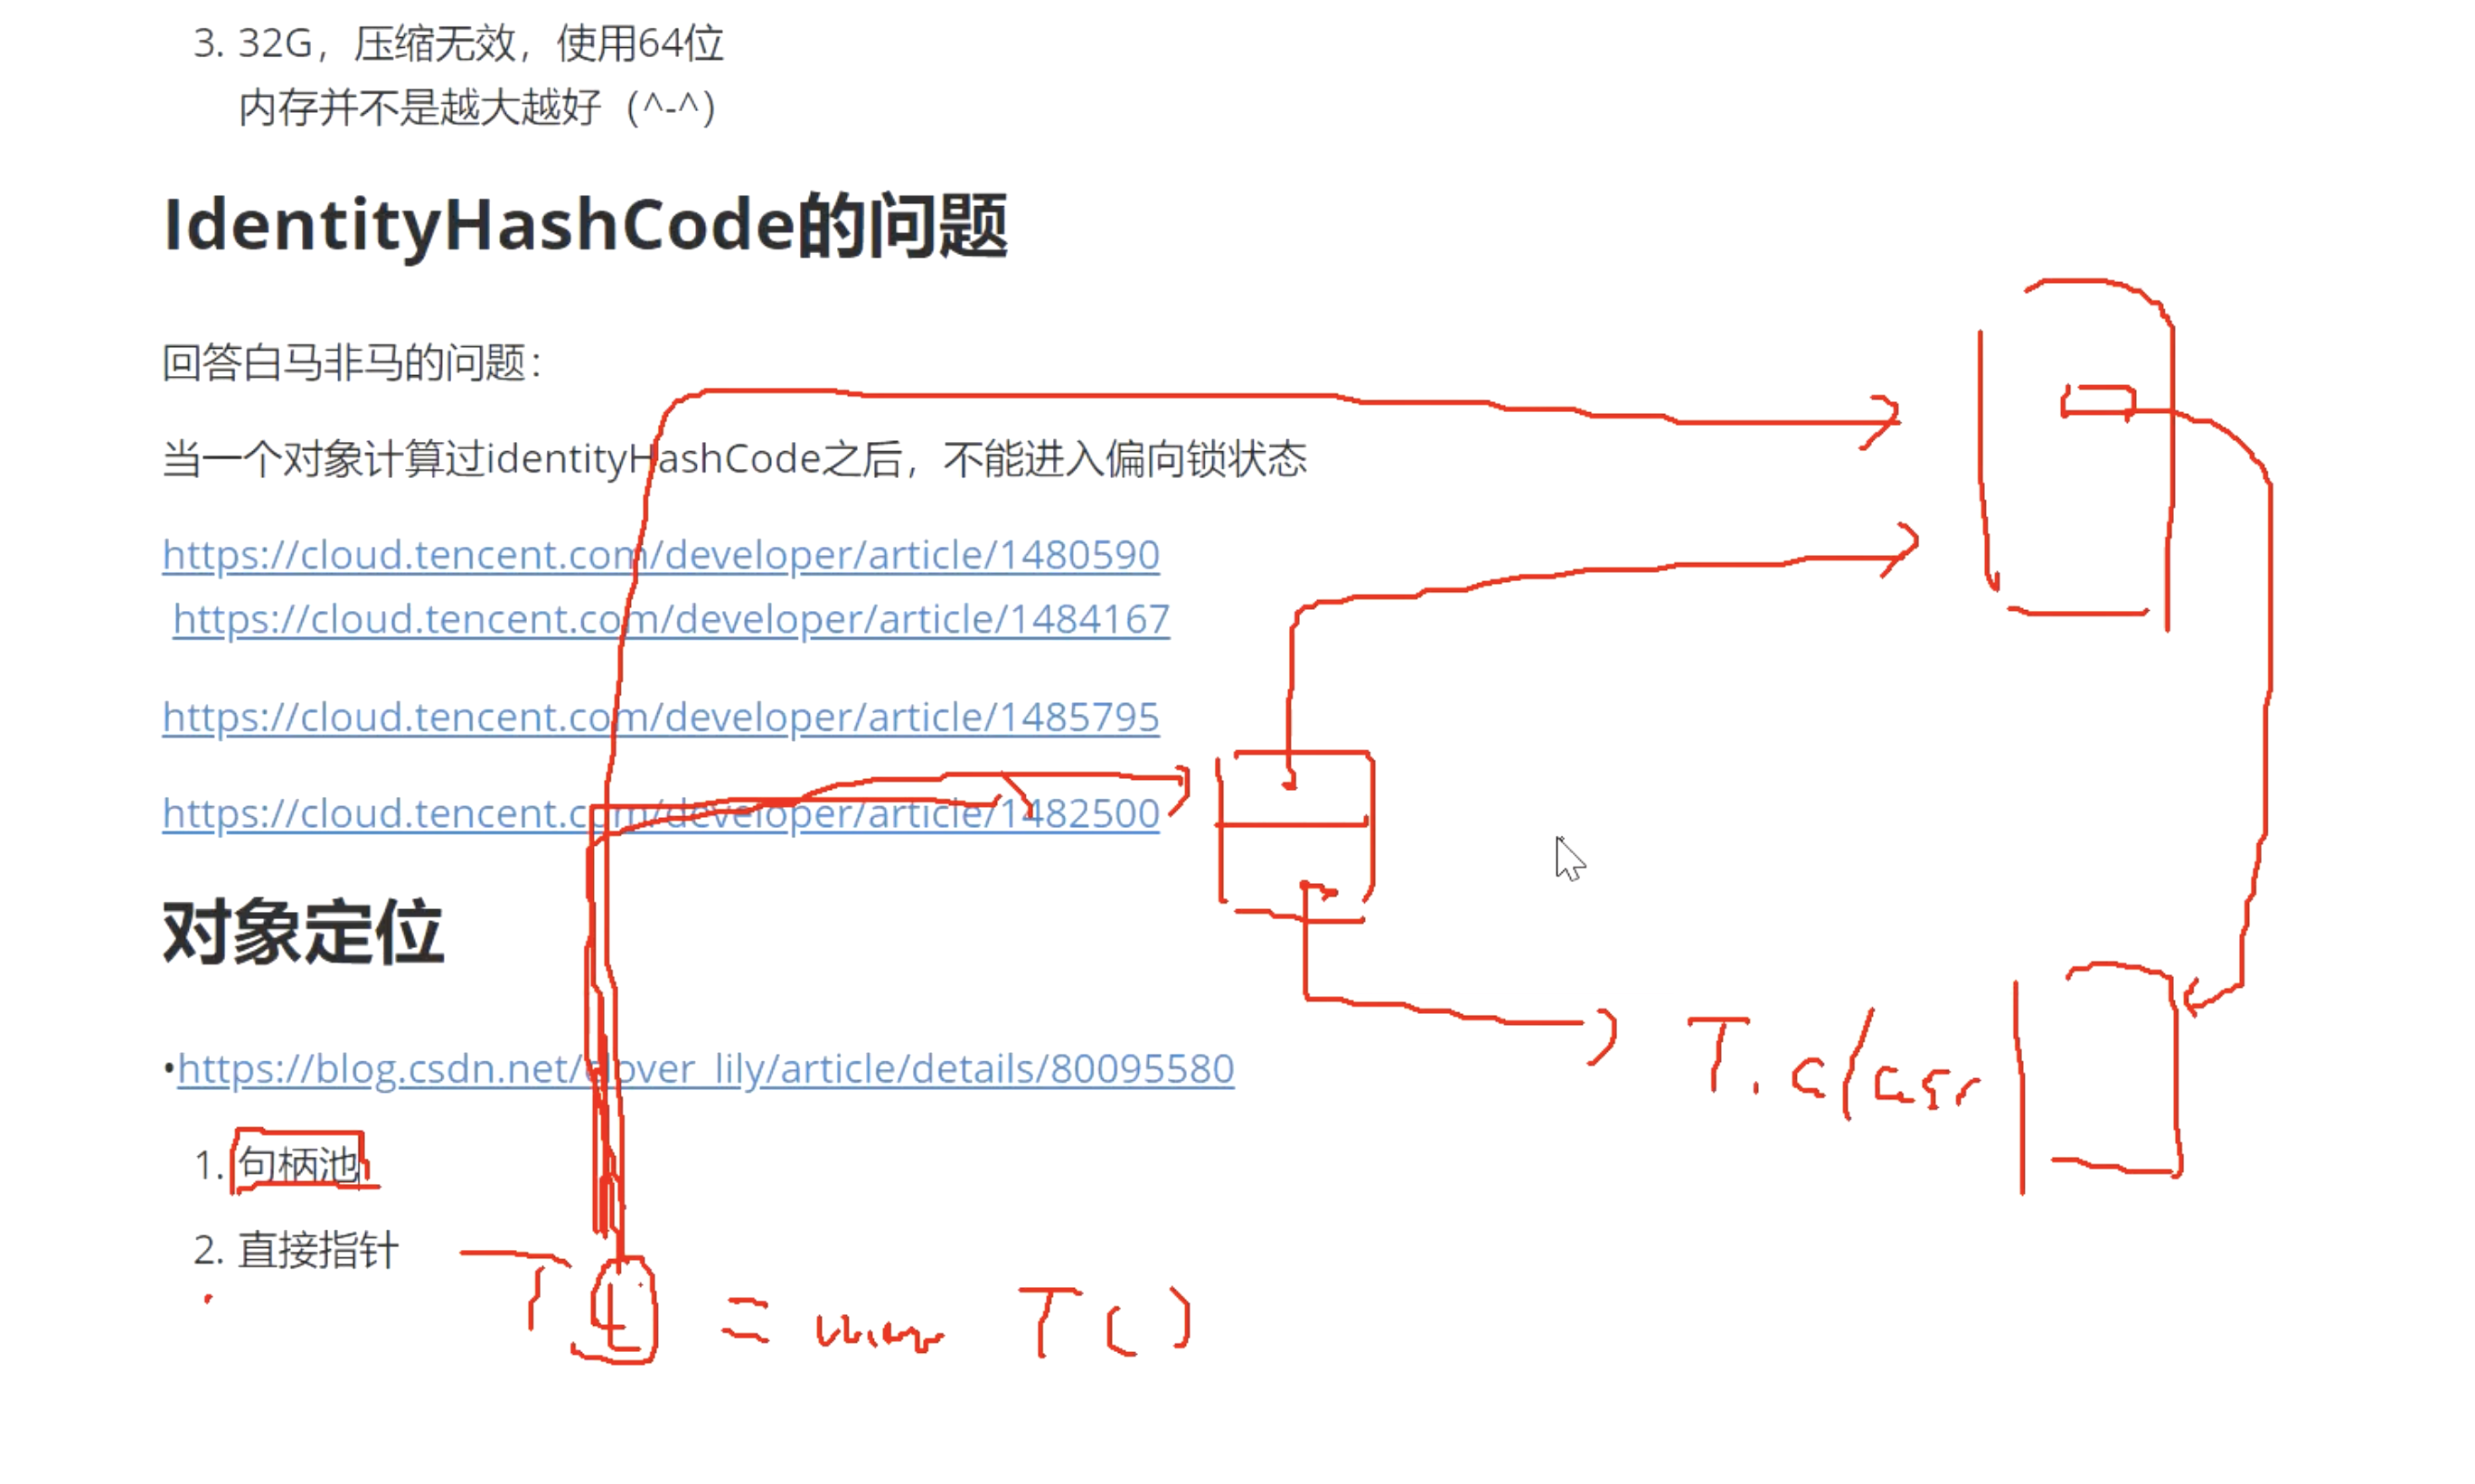 3. 32G，压缩无效，使用64位
内存并不是越大越好（^-^）
IdentityHashCode的问题
回答白马非马的问题：
当一个对象计算过identityHashCode之后，不能进入偏向锁状态
https://cloud.tencent.com/developer/article/1480590
https://cloud.tencent.com/developer/article/1484167
https://cloud.tencent.com/developer/article/1485795
https://cloud.tencent.com/developer/article/1482500
对象定位
•https://blog.csdn.net/clover_lily/article/details/80095580
T.class
1. 句柄池
2. 直接指针
T t = new T()